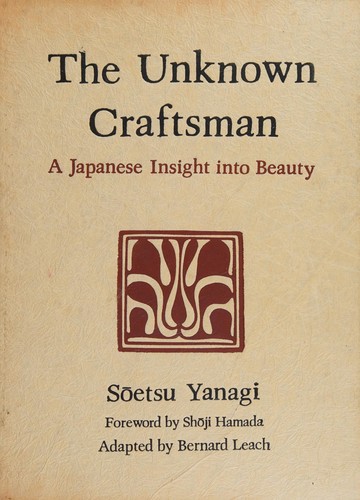 The Unknown
Craftsman
A Japanese Insight into Beauty
Sōetsu Yanagi
Foreword by Shōji Hamada
Adapted by Bernard Leach